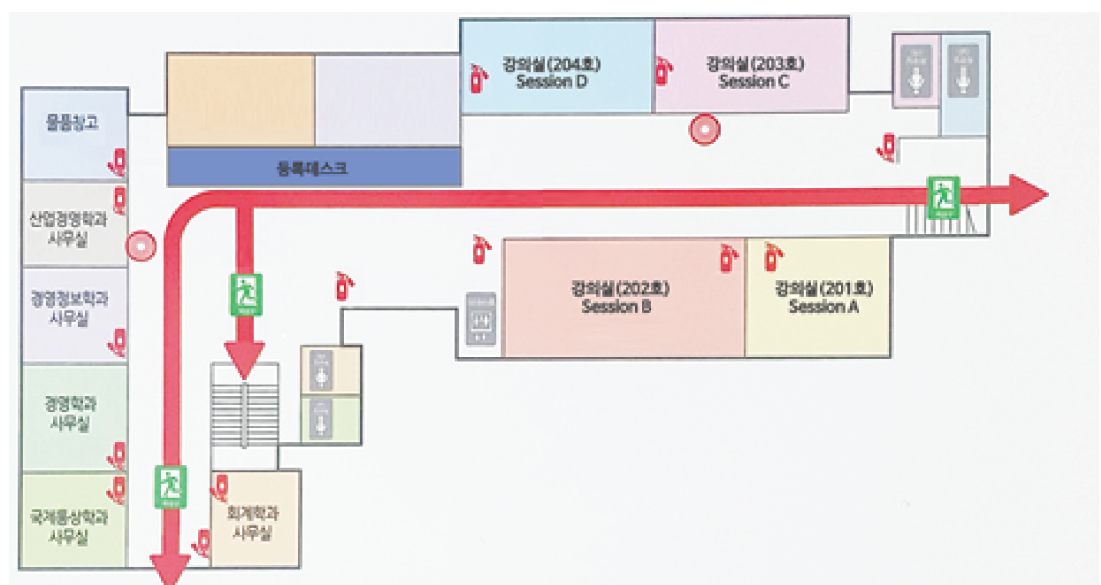 강의실(204호)
Session D
강의실(203호)
Session C
물품창고
등록데스크
산업경영학과
사무실
강의실(202호)
Session B
강의실(201호)
Session A
경영정보학과
사무실
경영학과
사무실
국제통상학과
사무실
회계학과
사무실